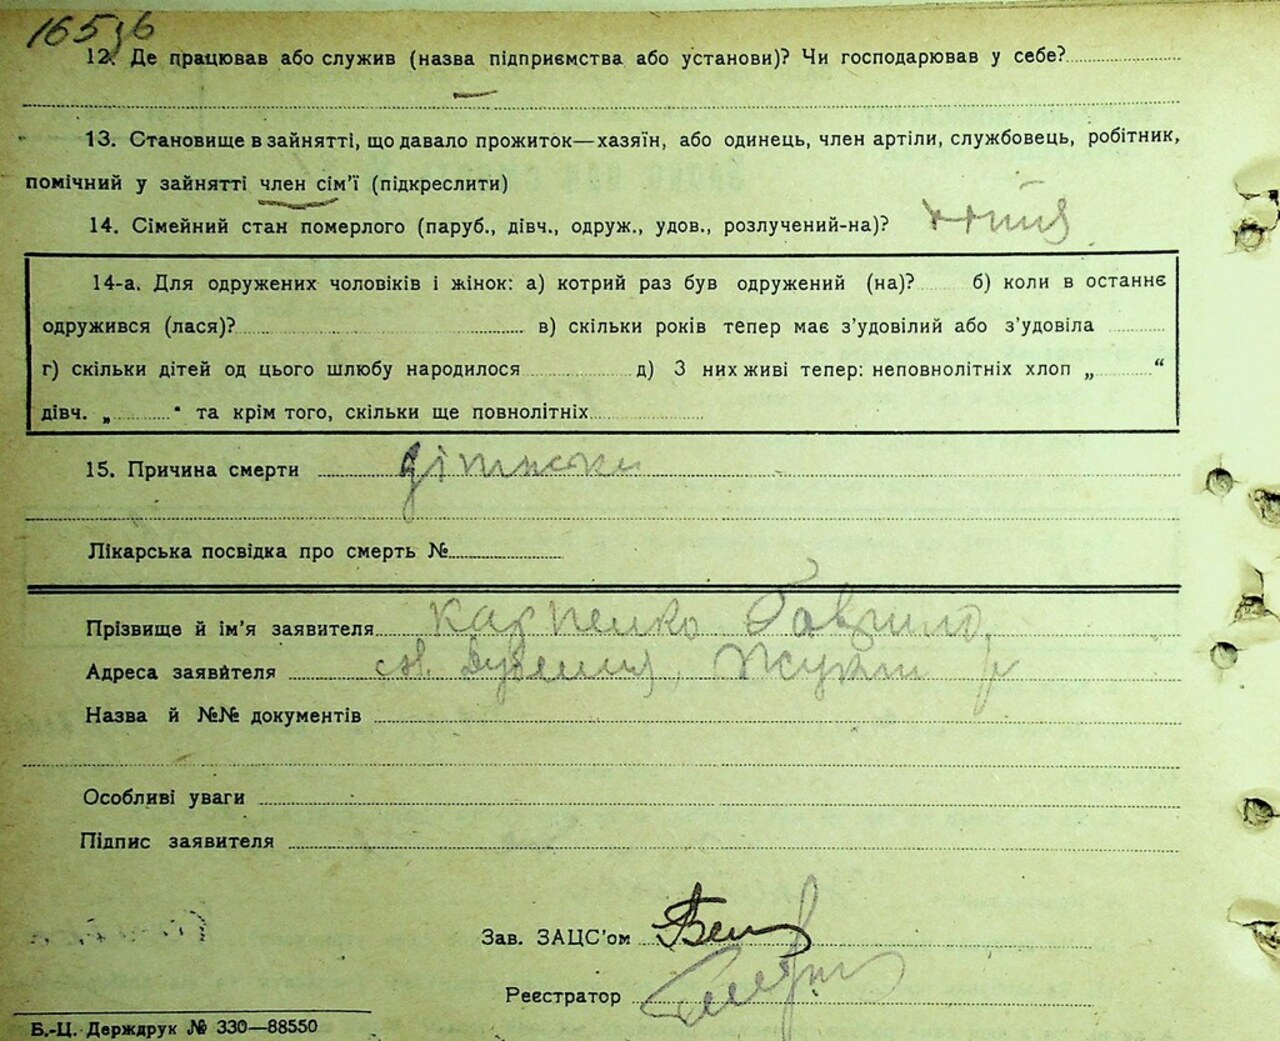 12. Де працював або служив (назва підприємства або установи)? Чи господарював у себе?
13. Становище в зайнятті, що давало прожиток—хазяїн, або одинець, член артіли, службовець, робітник,
помічний у зайнятті член сім'ї (підкреслити)
14. Сімейний стан померлого (паруб., дівч., одруж., удов., розлучений-на)?
14-а. Для одружених чоловіків і жінок: а) котрий раз був одружений (на)? б) коли в останнє
одружився (лася)? в) скільки років тепер має з'удовілий або з'удовіла
г) скільки дітей од цього шлюбу народилося д) З них живі тепер: неповнолітніх хлоп „ “
дівч. „ “ та крім того, скільки ще повнолітніх
15. Причина смерти
Лікарська посвідка про смерть №
Прізвище й ім'я заявителя Карпенко Гаврило
Адреса заявителя
Назва й №№ документів
Особливі уваги
Підпис заявителя
Зав. ЗАЦС'ом
Реєстратор
Б.-Ц. Держдрук № 330—88550